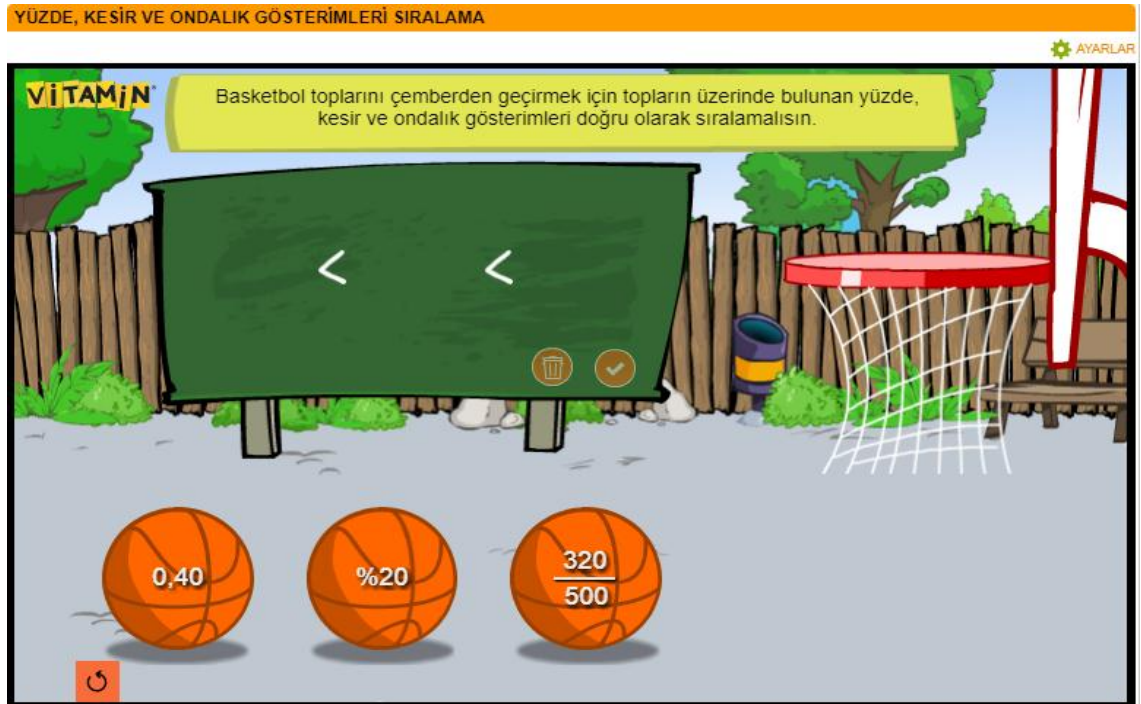 YÜZDE, KESİR VE ONDALIK GÖSTERİMLERİ SIRALAMA
AYARLAR
VİTAMİN
Basketbol toplarını çemberden geçirmek için topların üzerinde bulunan yüzde,
kesir ve ondalık gösterimleri doğru olarak sıralamalısın.
< <
0,40 %20 320
500